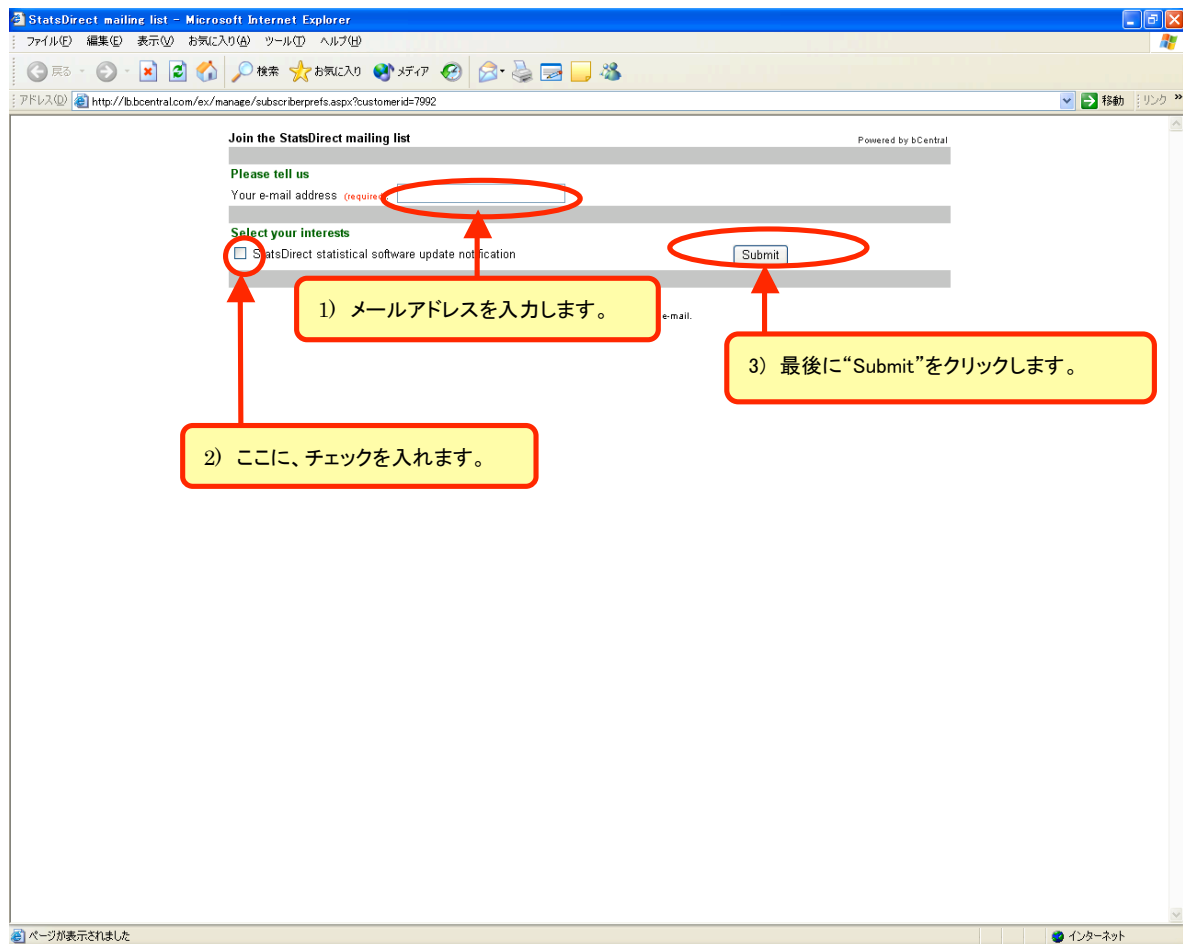 StatsDirect mailing list - Microsoft Internet Explorer
ファイル(F) 編集(E) 表示(V) お気に入り(A) ツール(T) ヘルプ(H)
戻る 検索 お気に入り メディア
アドレス(D) http://lb.bcentral.com/ex/manage/subscriberprefs.aspx?customerid=7992 移動 リンク »
Join the StatsDirect mailing list Powered by bCentral
Please tell us
Your e-mail address (required)
Select your interests
StatsDirect statistical software update notification Submit
1) メールアドレスを入力します。
e-mail.
3) 最後に“Submit”をクリックします。
2) ここに、チェックを入れます。
ページが表示されました インターネット